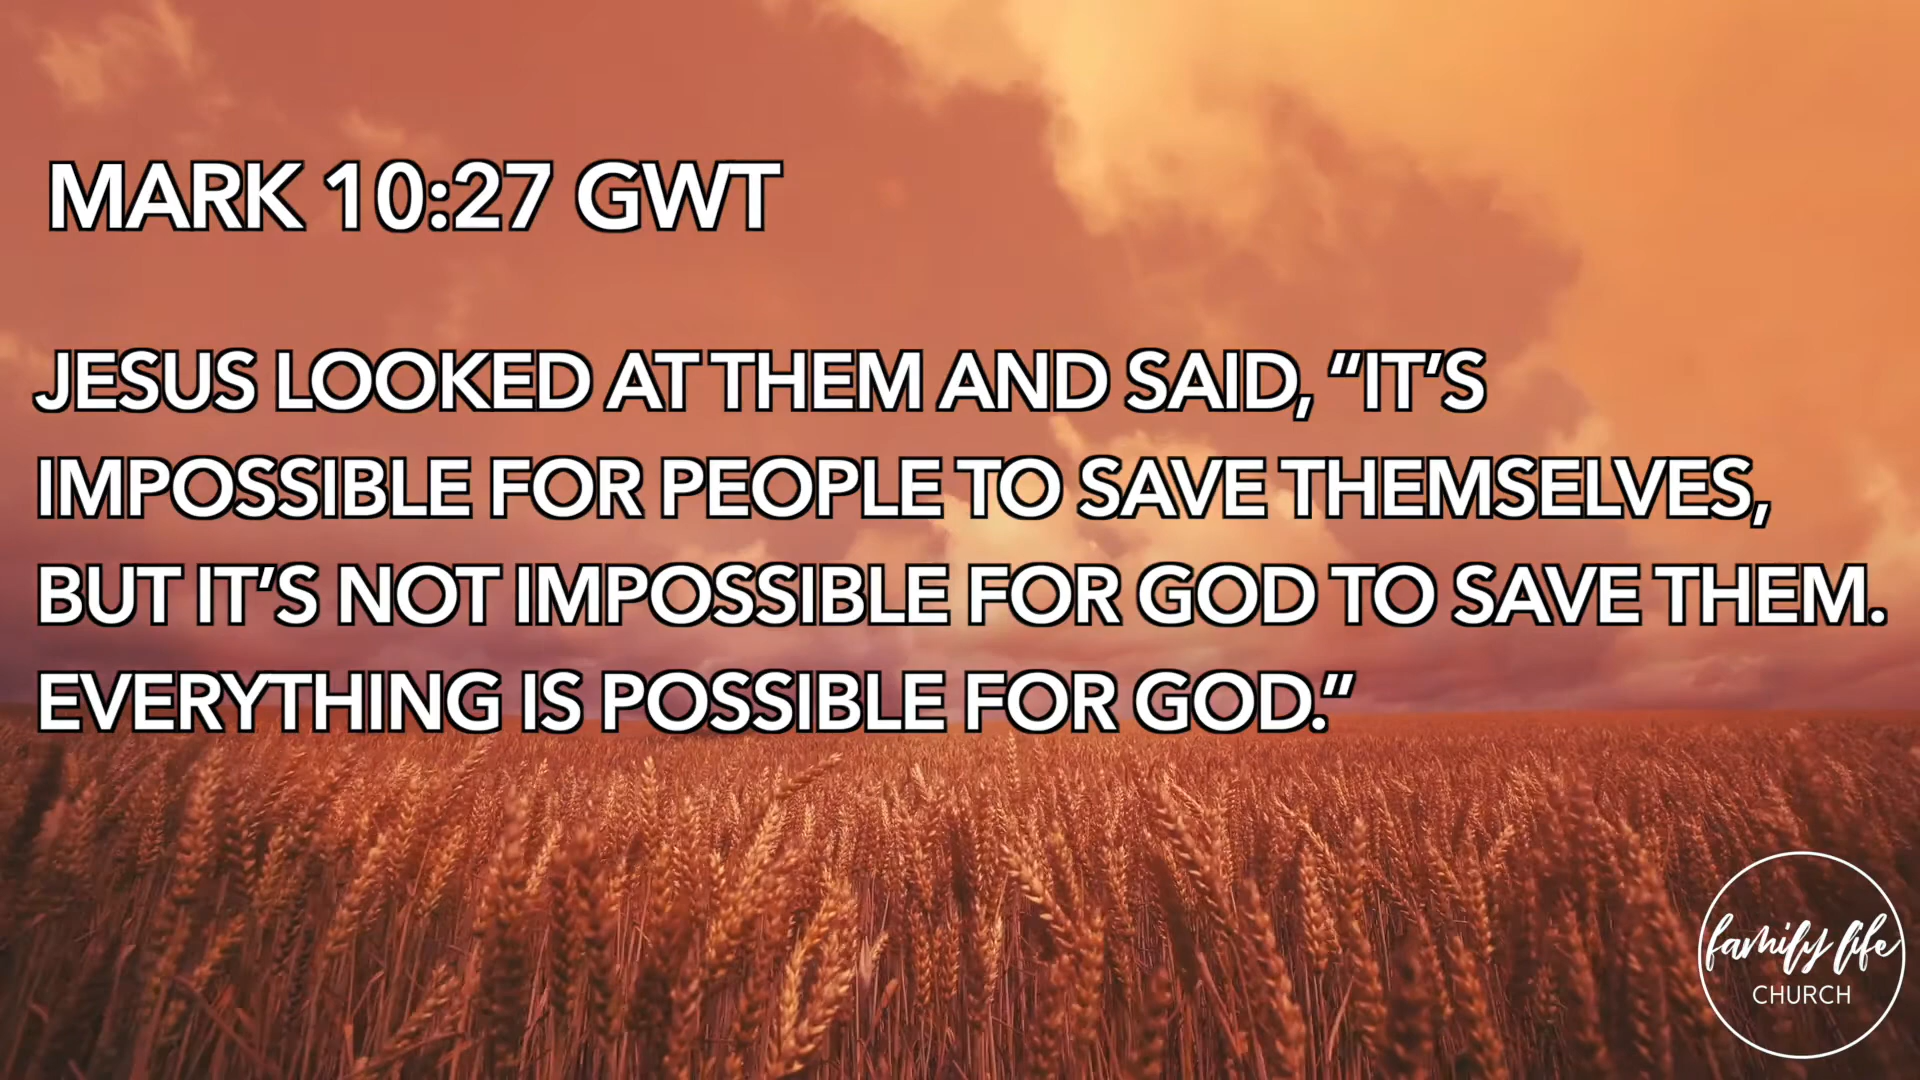 MARK 10:27 GWT
JESUS LOOKED AT THEM AND SAID, “IT’S
IMPOSSIBLE FOR PEOPLE TO SAVE THEMSELVES,
BUT IT’S NOT IMPOSSIBLE FOR GOD TO SAVE THEM.
EVERYTHING IS POSSIBLE FOR GOD.“
family life
CHURCH